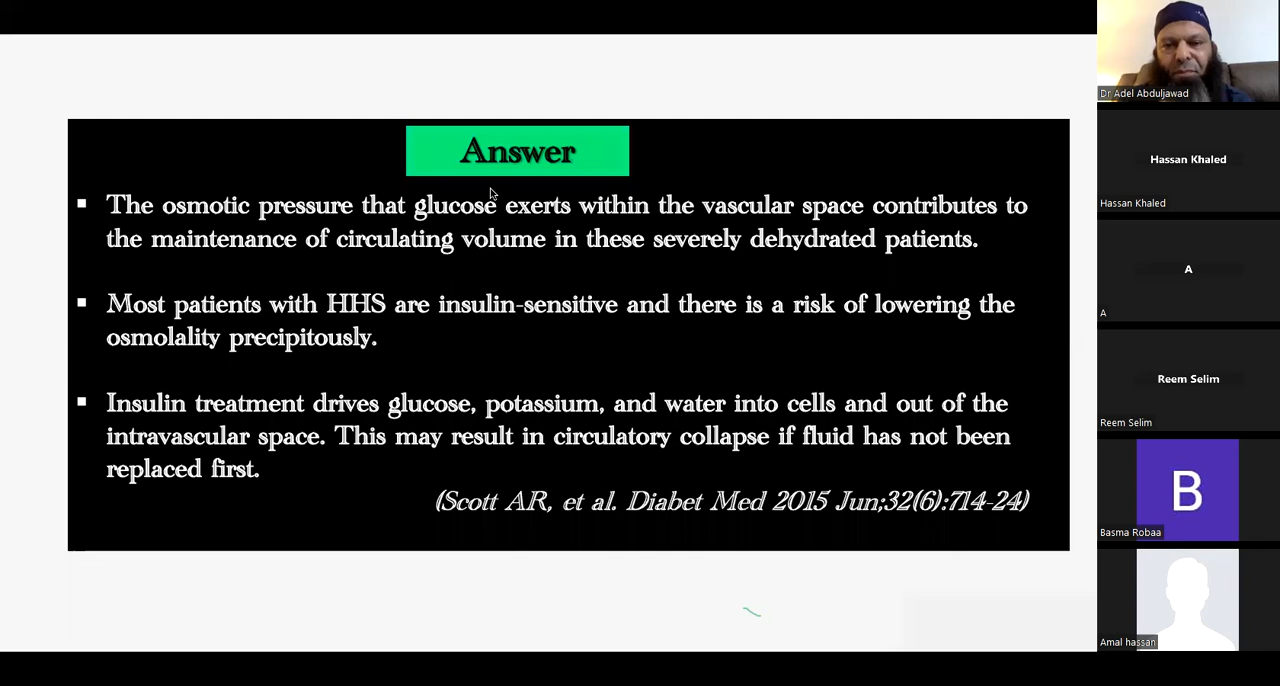 Answer
▪ The osmotic pressure that glucose exerts within the vascular space contributes to
the maintenance of circulating volume in these severely dehydrated patients.
▪ Most patients with HHS are insulin-sensitive and there is a risk of lowering the
osmolality precipitously.
▪ Insulin treatment drives glucose, potassium, and water into cells and out of the
intravascular space. This may result in circulatory collapse if fluid has not been
replaced first.
(Scott AR, et al. Diabet Med 2015 Jun;32(6):714-24)
Dr Adel Abduljawad
Hassan Khaled
Hassan Khaled
A
A
Reem Selim
Reem Selim
B
Basma Robaa
Amal hassan